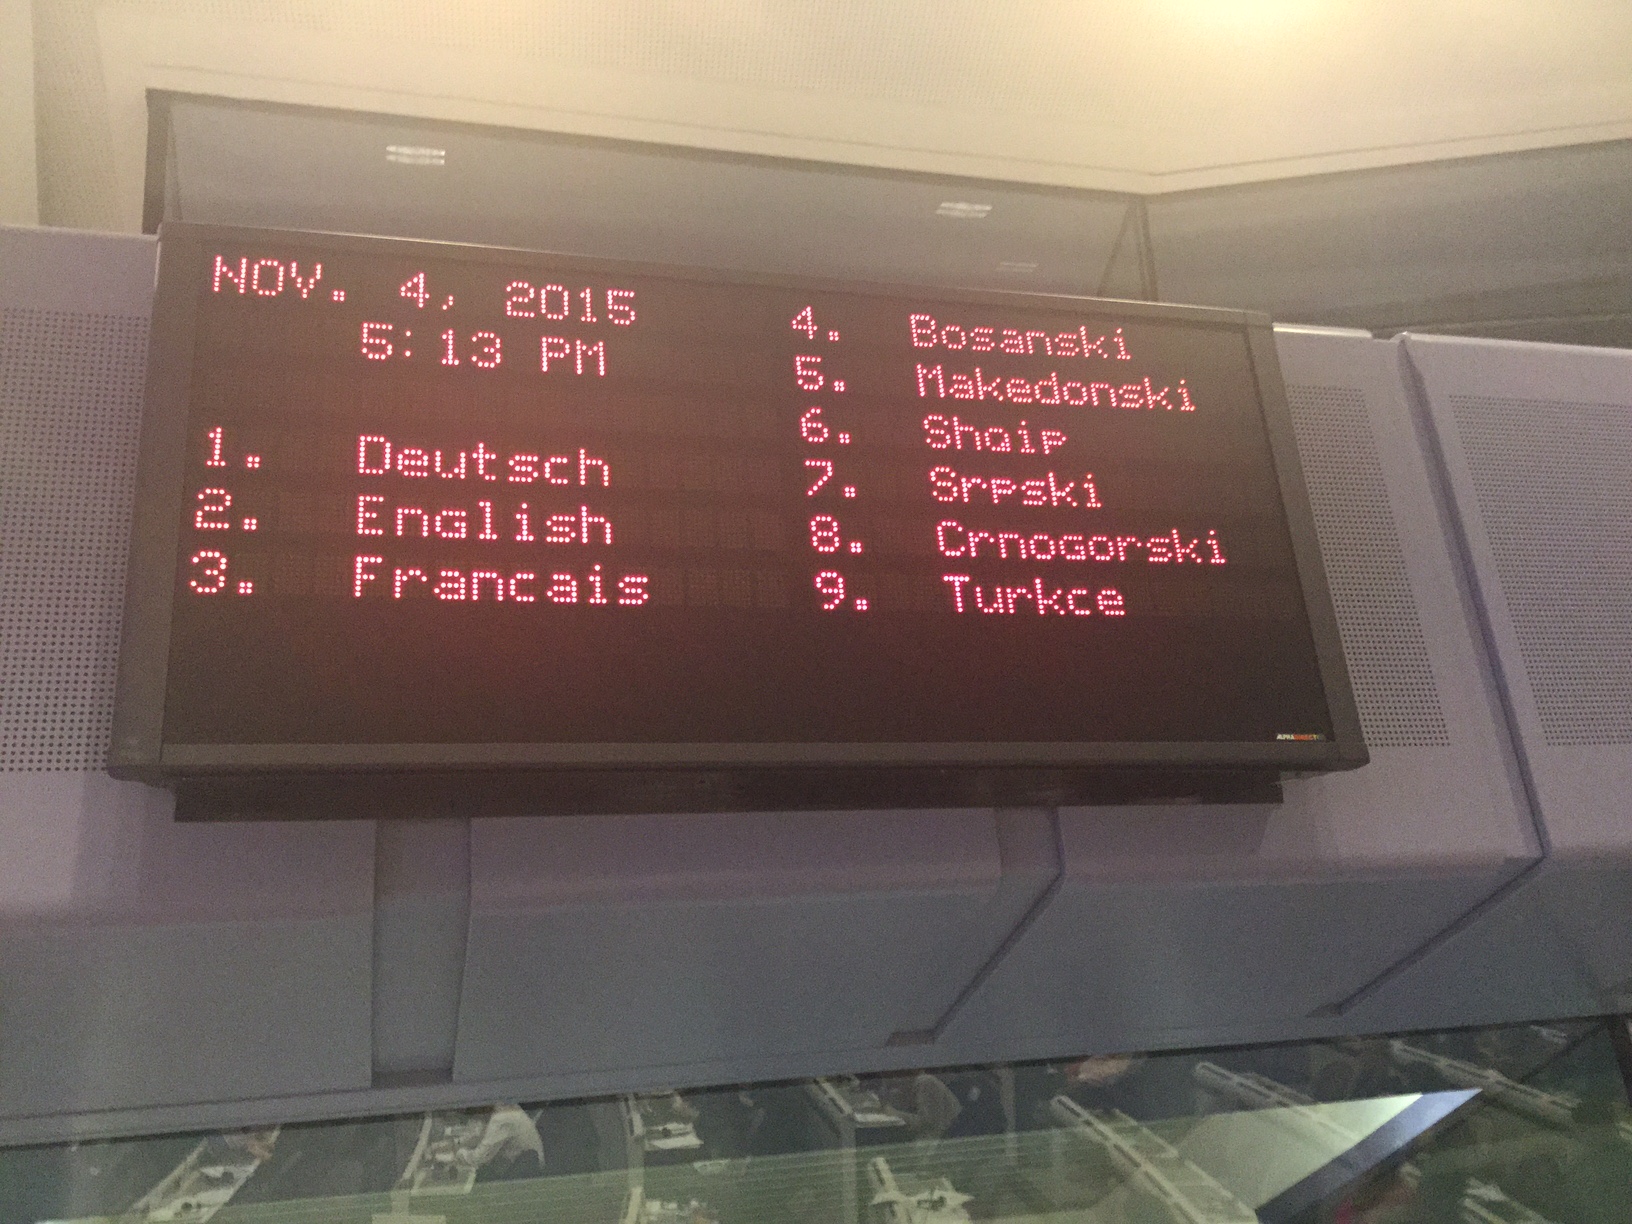 NOV. 4, 2015
5:13 PM
1. Deutsch
2. English
3. Francais
4. Bosanski
5. Makedonski
6. Shqip
7. Srpski
8. Crnogorski
9. Turkce